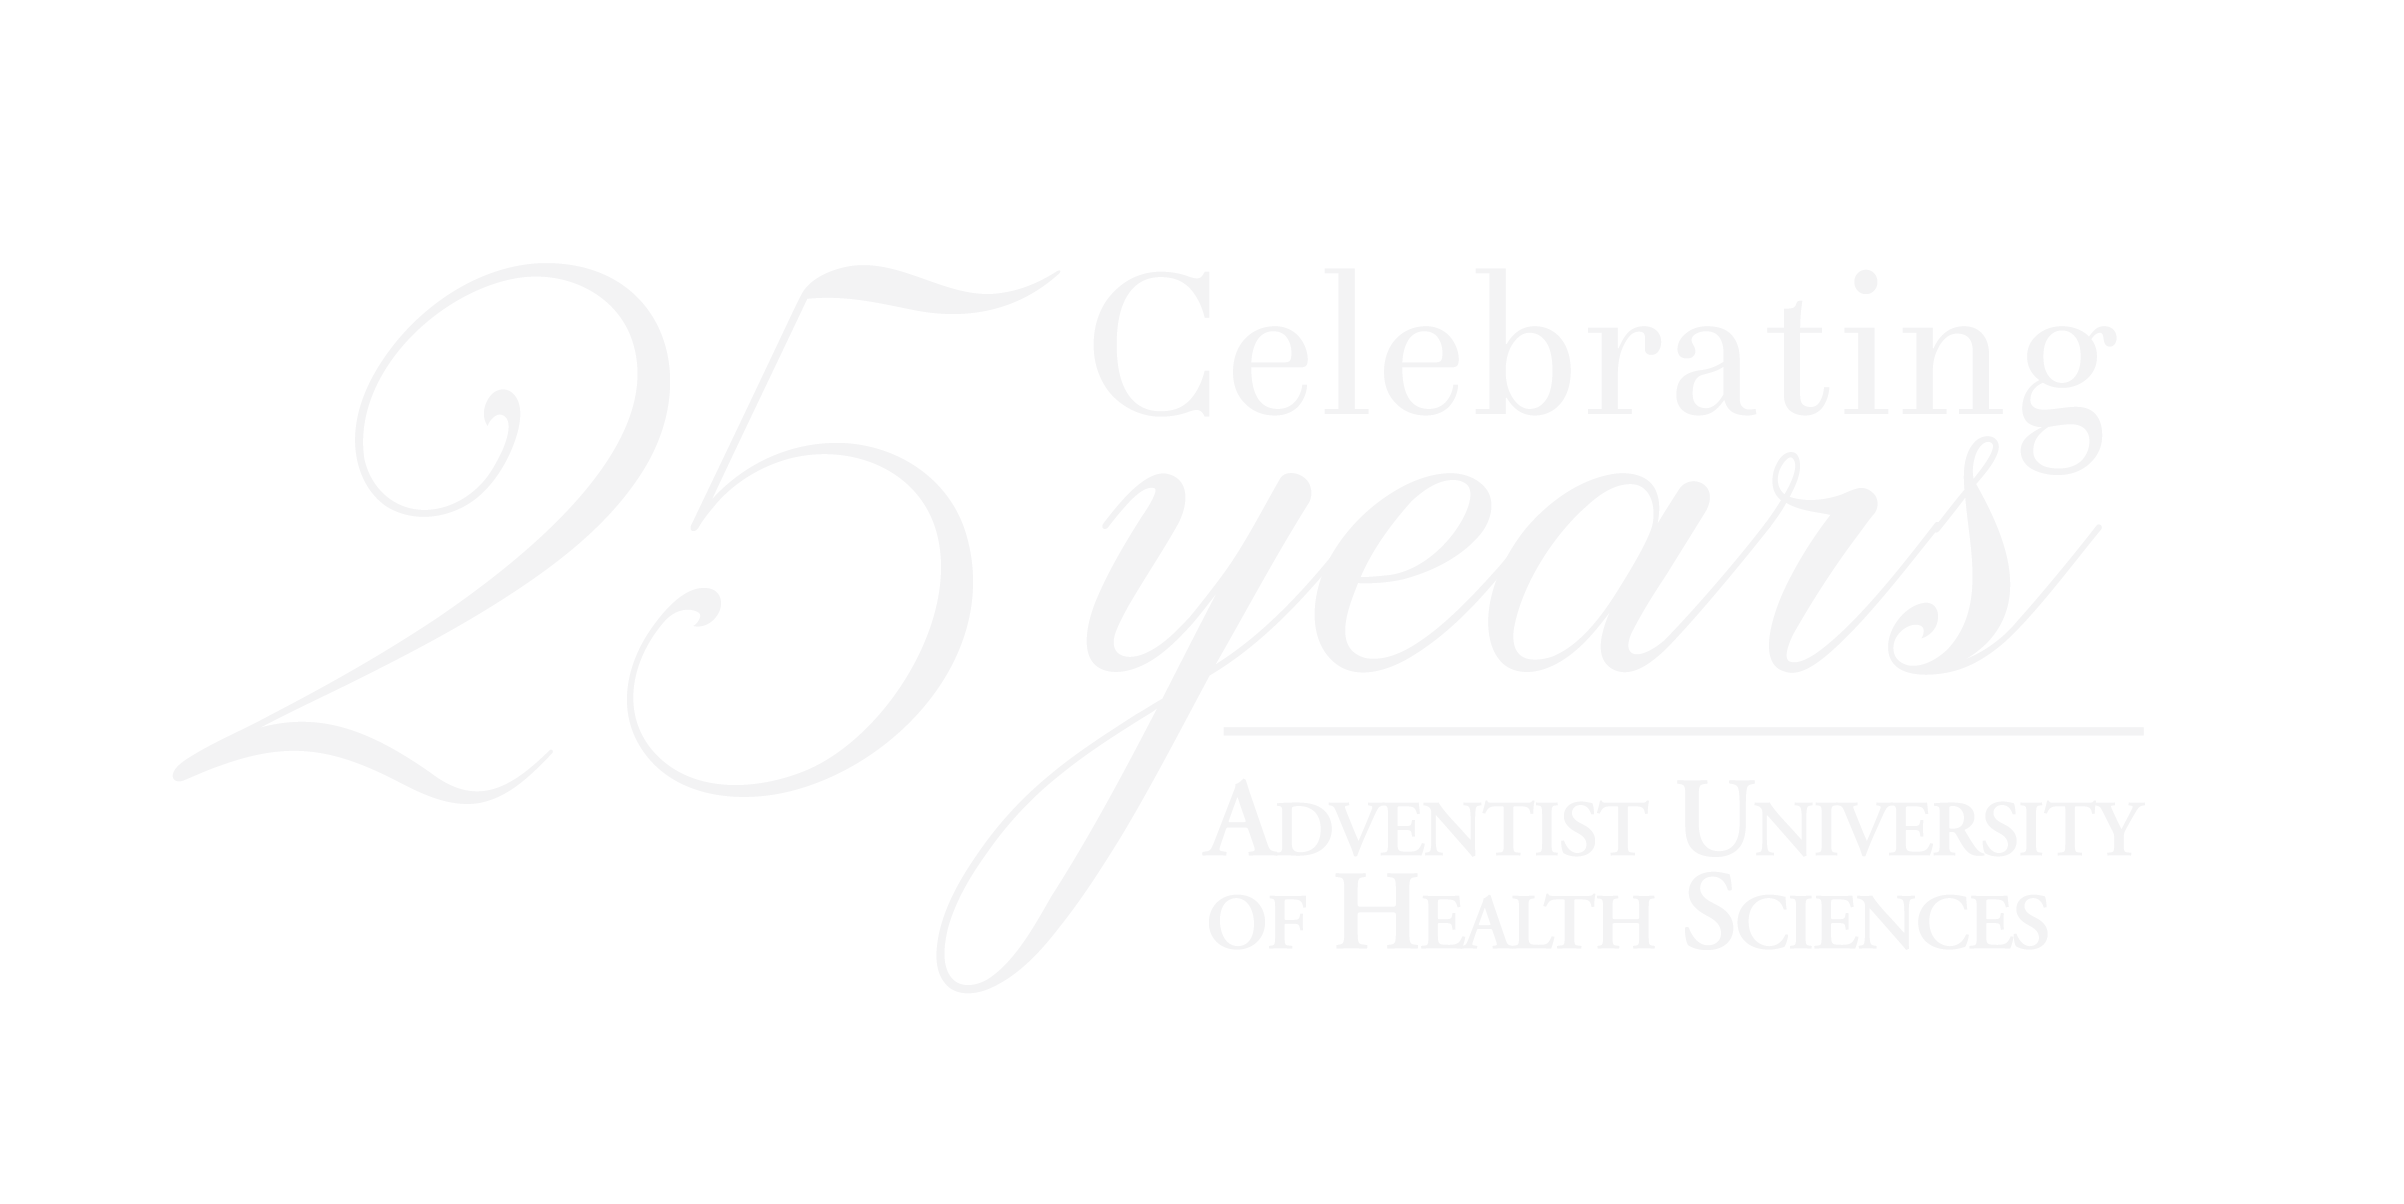 Celebrating
25 years
ADVENTIST UNIVERSITY
OF HEALTH SCIENCES